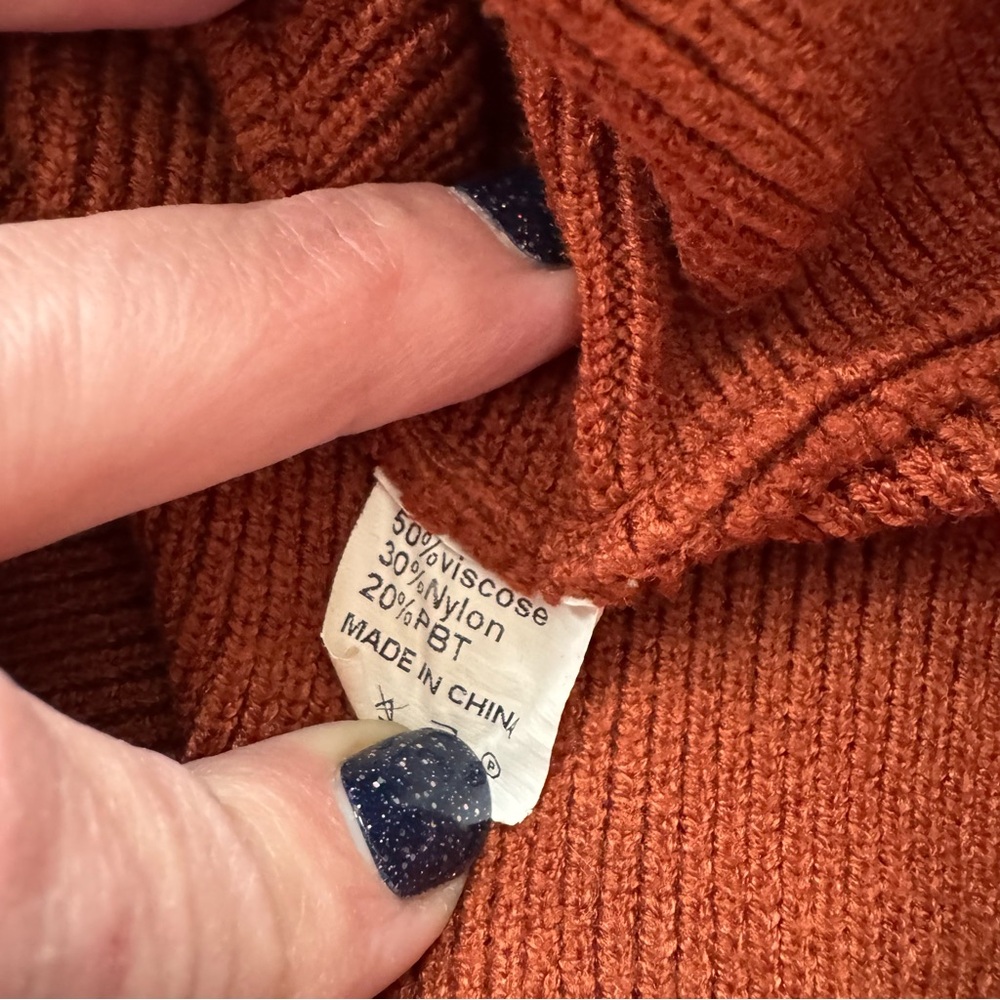 50%viscose
30%Nylon
20%PBT
MADE IN CHINA
P